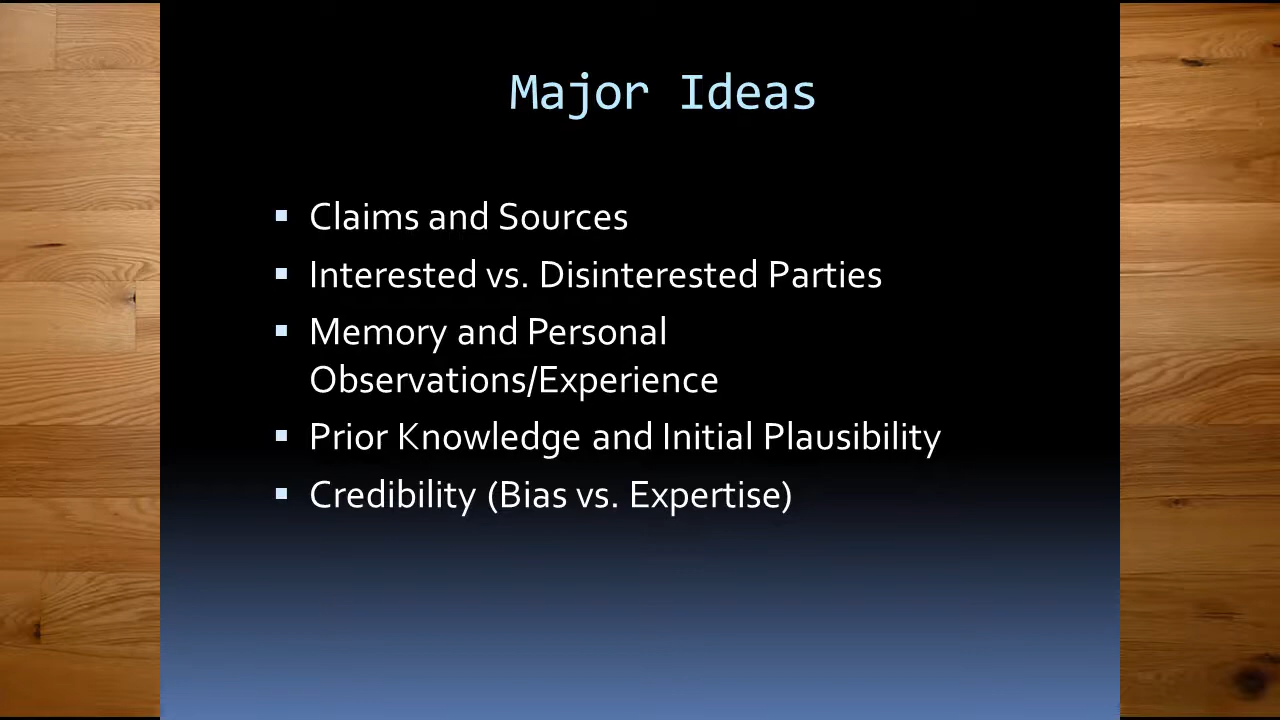 Major Ideas
▪ Claims and Sources
▪ Interested vs. Disinterested Parties
▪ Memory and Personal
Observations/Experience
▪ Prior Knowledge and Initial Plausibility
▪ Credibility (Bias vs. Expertise)